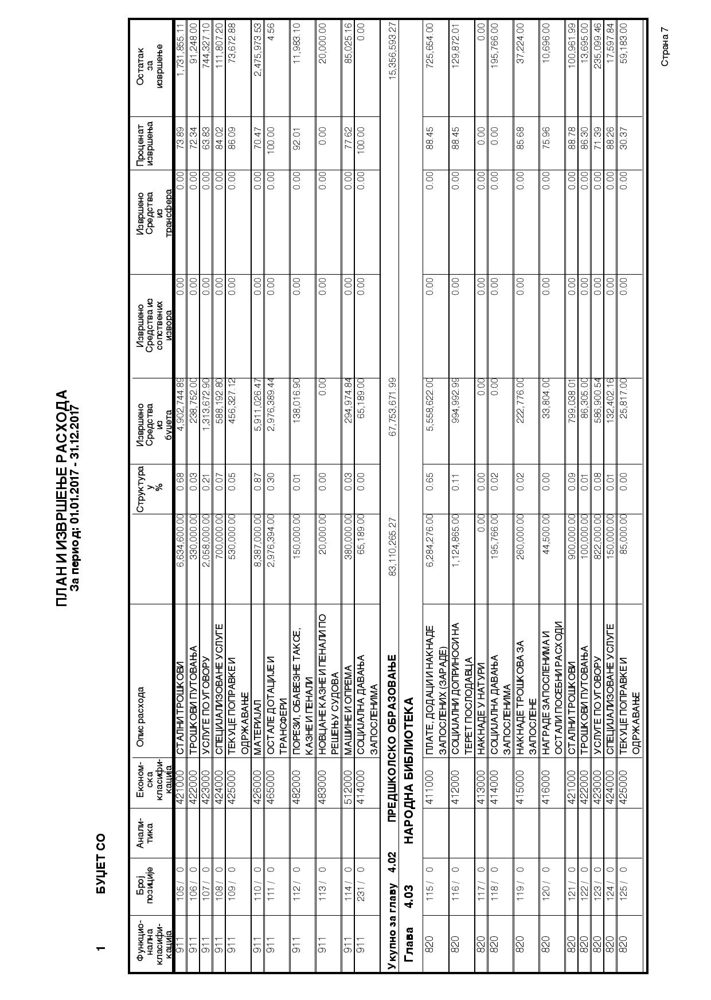 ПЛАН И ИЗВРШЕЊЕ РАСХОДА
За период: 01.01.2017 - 31.12.2017
1 БУЏЕТ СО
Функцио-нална класифи-кација Број позиције Анали-тика Економ-ска класифи-кација Опис расхода Структура у % Извршено Средства из буџета Извршено Средства из сопствених извора Извршено Средства из трансфера Проценат извршења Остатак за извршење
911 105 / 0 421000 СТАЛНИ ТРОШКОВИ 6,634,600.00 0.68 4,902,744.89 0.00 0.00 73.89 1,731,855.11
911 106 / 0 422000 ТРОШКОВИ ПУТОВАЊА 330,000.00 0.03 238,752.00 0.00 0.00 72.34 91,248.00
911 107 / 0 423000 УСЛУГЕ ПО УГОВОРУ 2,058,000.00 0.21 1,313,672.90 0.00 0.00 63.83 744,327.10
911 108 / 0 424000 СПЕЦИЈАЛИЗОВАНЕ УСЛУГЕ 700,000.00 0.07 588,192.80 0.00 0.00 84.02 111,807.20
911 109 / 0 425000 ТЕКУЦЕ ПОПРАВКЕ И 530,000.00 0.05 456,327.12 0.00 0.00 86.09 73,672.88
ОДРЖАВАЊЕ
911 110 / 0 426000 МАТЕРИЈАЛ 8,387,000.00 0.87 5,911,026.47 0.00 0.00 70.47 2,475,973.53
911 111 / 0 465000 ОСТАЛЕ ДОТАЦИЈЕ И 2,976,394.00 0.30 2,976,389.44 0.00 0.00 100.00 4.56
ТРАНСФЕРИ
911 112 / 0 482000 ПОРЕЗИ, ОБАВЕЗНЕ ТАКСЕ, 150,000.00 0.01 138,016.90 0.00 0.00 92.01 11,983.10
КАЗНЕ И ПЕНАЛИ
911 113 / 0 483000 НОВЦАНЕ КАЗНЕ И ПЕНАЛИ ПО 20,000.00 0.00 0.00 0.00 0.00 0.00 20,000.00
РЕШЕЊУ СУДОВА
911 114 / 0 512000 МАШИНЕ И ОПРЕМА 380,000.00 0.03 294,974.84 0.00 0.00 77.62 85,025.16
911 231 / 0 414000 СОЦИЈАЛНА ДАВАЊА 65,189.00 0.00 65,189.00 0.00 0.00 100.00 0.00
ЗАПОСЛЕНИМА
Укупно за главу 4.02 ПРЕДШКОЛСКО ОБРАЗОВАЊЕ 83,110,265.27 67,753,671.99 15,356,593.27
Глава 4.03 НАРОДНА БИБЛИОТЕКА
820 115 / 0 411000 ПЛАТЕ, ДОДАЦИ И НАКНАДЕ 6,284,276.00 0.65 5,558,622.00 0.00 0.00 88.45 725,654.00
ЗАПОСЛЕНИХ (ЗАРАДЕ)
820 116 / 0 412000 СОЦИЈАЛНИ ДОПРИНОСИ НА 1,124,865.00 0.11 994,992.99 0.00 0.00 88.45 129,872.01
ТЕРЕТ ПОСЛОДАВЦА
820 117 / 0 413000 НАКНАДЕ У НАТУРИ 0.00 0.00 0.00 0.00 0.00 0.00 0.00
820 118 / 0 414000 СОЦИЈАЛНА ДАВАЊА 195,766.00 0.02 0.00 0.00 0.00 0.00 195,766.00
ЗАПОСЛЕНИМА
820 119 / 0 415000 НАКНАДЕ ТРОШКОВА ЗА 260,000.00 0.02 222,776.00 0.00 0.00 85.68 37,224.00
ЗАПОСЛЕНЕ
820 120 / 0 416000 НАГРАДЕ ЗАПОСЛЕНИМА И 44,500.00 0.00 33,804.00 0.00 0.00 75.96 10,696.00
ОСТАЛИ ПОСЕБНИ РАСХОДИ
820 121 / 0 421000 СТАЛНИ ТРОШКОВИ 900,000.00 0.09 799,038.01 0.00 0.00 88.78 100,961.99
820 122 / 0 422000 ТРОШКОВИ ПУТОВАЊА 100,000.00 0.01 86,305.00 0.00 0.00 86.30 13,695.00
820 123 / 0 423000 УСЛУГЕ ПО УГОВОРУ 822,000.00 0.08 586,900.54 0.00 0.00 71.39 235,099.46
820 124 / 0 424000 СПЕЦИЈАЛИЗОВАНЕ УСЛУГЕ 150,000.00 0.01 132,402.16 0.00 0.00 88.26 17,597.84
820 125 / 0 425000 ТЕКУЦЕ ПОПРАВКЕ И 85,000.00 0.00 25,817.00 0.00 0.00 30.37 59,183.00
ОДРЖАВАЊЕ
Страна 7